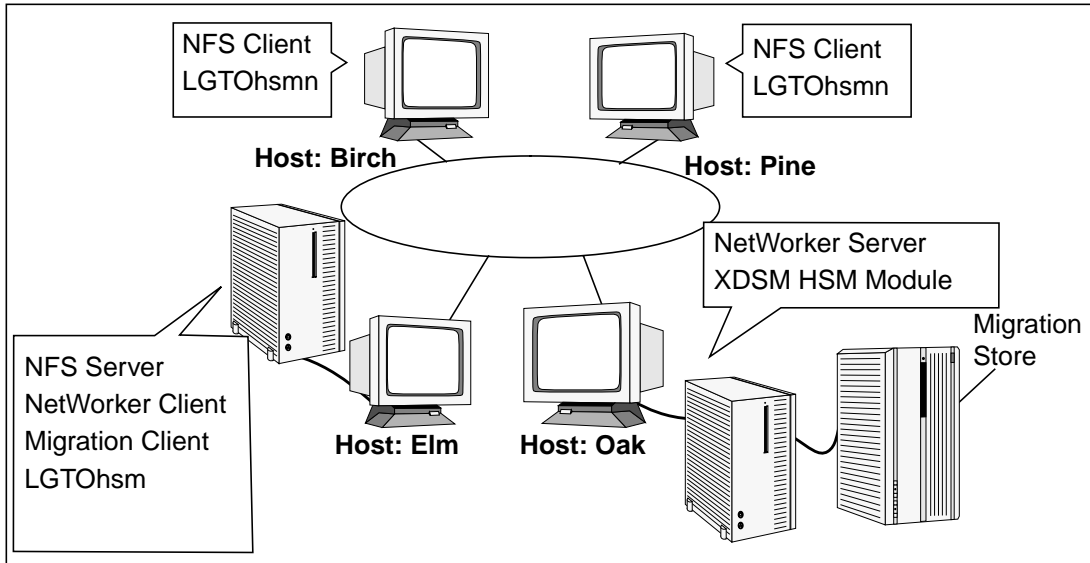 NFS Client
LGTOhsmn
NFS Client
LGTOhsmn
Host: Birch
Host: Pine
NetWorker Server
XDSM HSM Module
Migration
Store
NFS Server
NetWorker Client
Migration Client
LGTOhsm
Host: Elm
Host: Oak